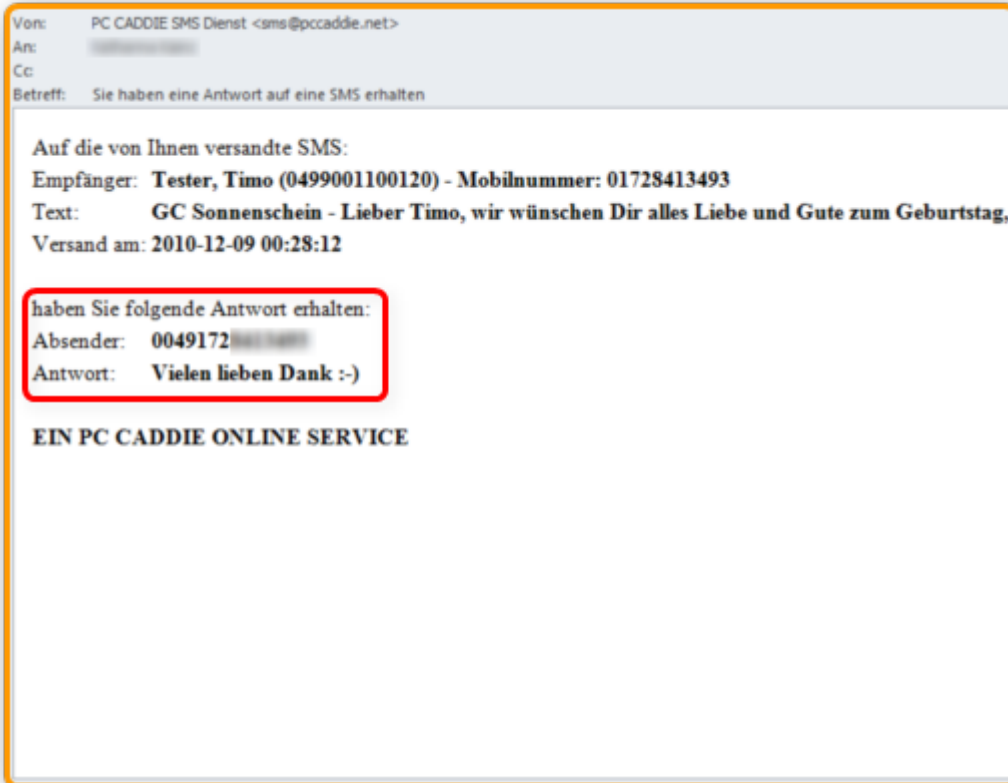 Von: PC CADDIE SMS Dienst <sms@pccaddie.net>
An:
Cc:
Betreff: Sie haben eine Antwort auf eine SMS erhalten
Auf die von Ihnen versandte SMS:
Empfänger: Tester, Timo (0499001100120) - Mobilnummer: 01728413493
Text: GC Sonnenschein - Lieber Timo, wir wünschen Dir alles Liebe und Gute zum Geburtstag,
Versand am: 2010-12-09 00:28:12
haben Sie folgende Antwort erhalten:
Absender: 0049172
Antwort: Vielen lieben Dank :-)
EIN PC CADDIE ONLINE SERVICE